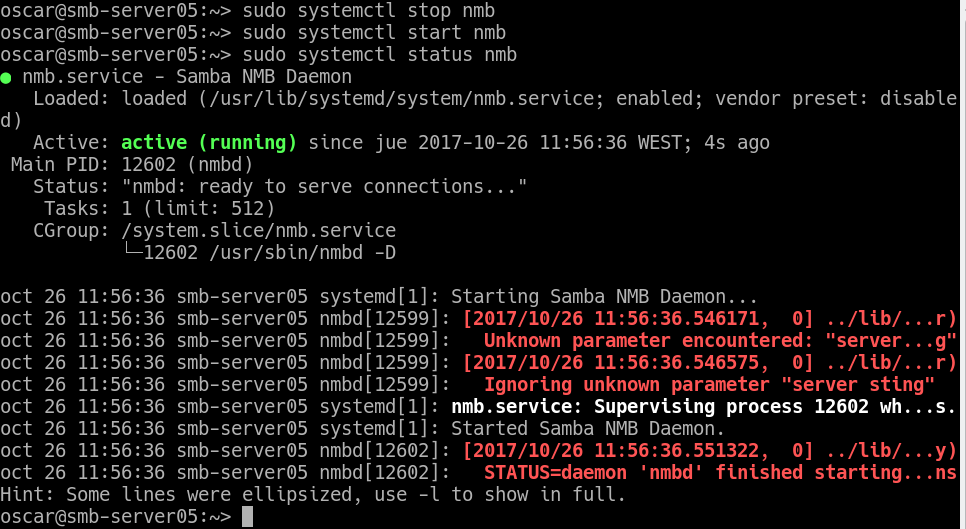 oscar@smb-server05:~> sudo systemctl stop nmb
oscar@smb-server05:~> sudo systemctl start nmb
oscar@smb-server05:~> sudo systemctl status nmb
● nmb.service - Samba NMB Daemon
   Loaded: loaded (/usr/lib/systemd/system/nmb.service; enabled; vendor preset: disable
d)
   Active: active (running) since jue 2017-10-26 11:56:36 WEST; 4s ago
 Main PID: 12602 (nmbd)
   Status: "nmbd: ready to serve connections..."
    Tasks: 1 (limit: 512)
   CGroup: /system.slice/nmb.service
           └─12602 /usr/sbin/nmbd -D

oct 26 11:56:36 smb-server05 systemd[1]: Starting Samba NMB Daemon...
oct 26 11:56:36 smb-server05 nmbd[12599]: [2017/10/26 11:56:36.546171,  0] ../lib/...r)
oct 26 11:56:36 smb-server05 nmbd[12599]:   Unknown parameter encountered: "server...g"
oct 26 11:56:36 smb-server05 nmbd[12599]: [2017/10/26 11:56:36.546575,  0] ../lib/...r)
oct 26 11:56:36 smb-server05 nmbd[12599]:   Ignoring unknown parameter "server sting"
oct 26 11:56:36 smb-server05 systemd[1]: nmb.service: Supervising process 12602 wh...s.
oct 26 11:56:36 smb-server05 systemd[1]: Started Samba NMB Daemon.
oct 26 11:56:36 smb-server05 nmbd[12602]: [2017/10/26 11:56:36.551322,  0] ../lib/...y)
oct 26 11:56:36 smb-server05 nmbd[12602]:   STATUS=daemon 'nmbd' finished starting...ns
Hint: Some lines were ellipsized, use -l to show in full.
oscar@smb-server05:~>